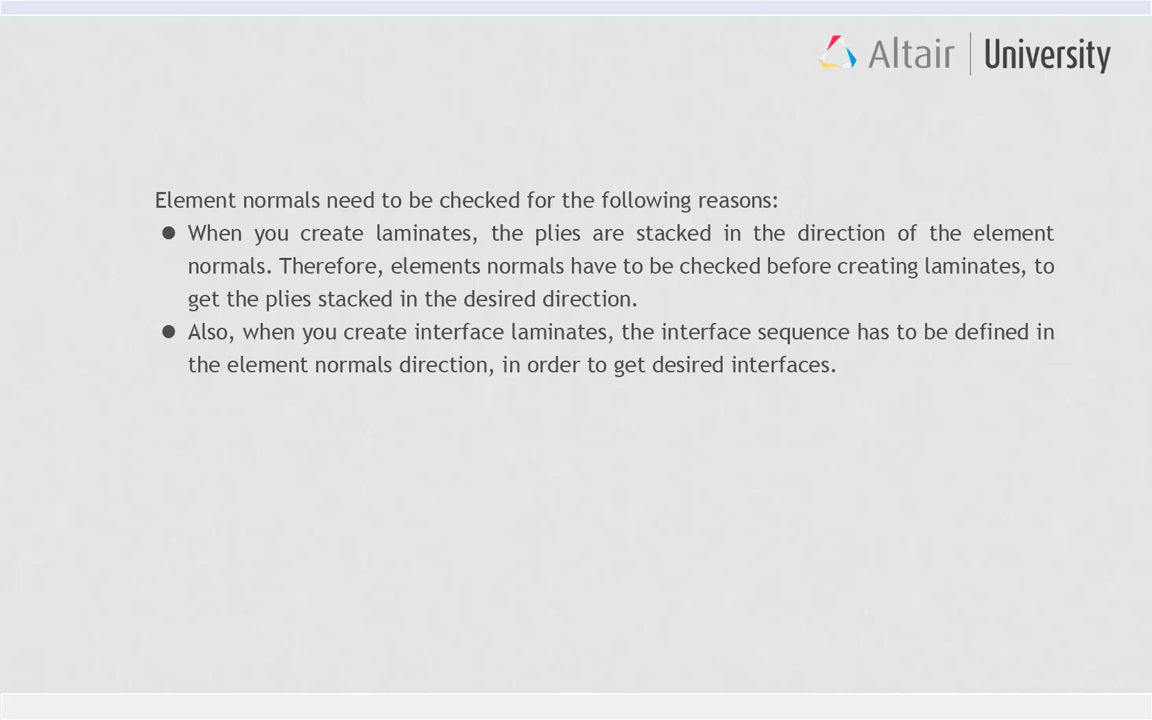 Altair | University
Element normals need to be checked for the following reasons:
● When you create laminates, the plies are stacked in the direction of the element
normals. Therefore, elements normals have to be checked before creating laminates, to
get the plies stacked in the desired direction.
● Also, when you create interface laminates, the interface sequence has to be defined in
the element normals direction, in order to get desired interfaces.